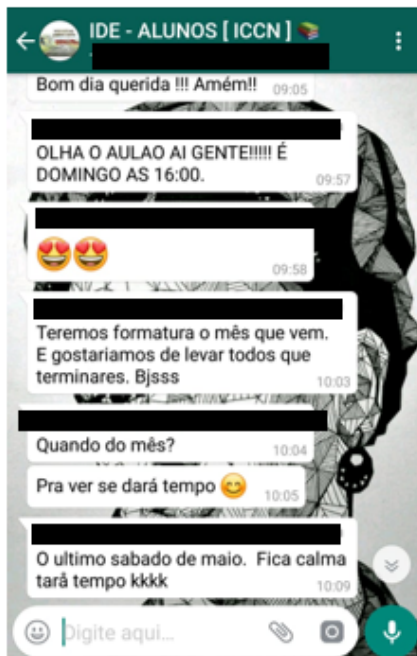 IDE - ALUNOS [ ICCN ] 📚
Bom dia querida !!! Amém!! 09:05
OLHA O AULAO AI GENTE!!!!! É
DOMINGO AS 16:00. 09:57
😍😍 09:58
Teremos formatura o mês que vem.
E gostariamos de levar todos que
terminares. Bjsss 10:03
Quando do mês? 10:04
Pra ver se dará tempo 😊 10:05
O ultimo sabado de maio. Fica calma
tará tempo kkkk 10:09
Digite aqui...